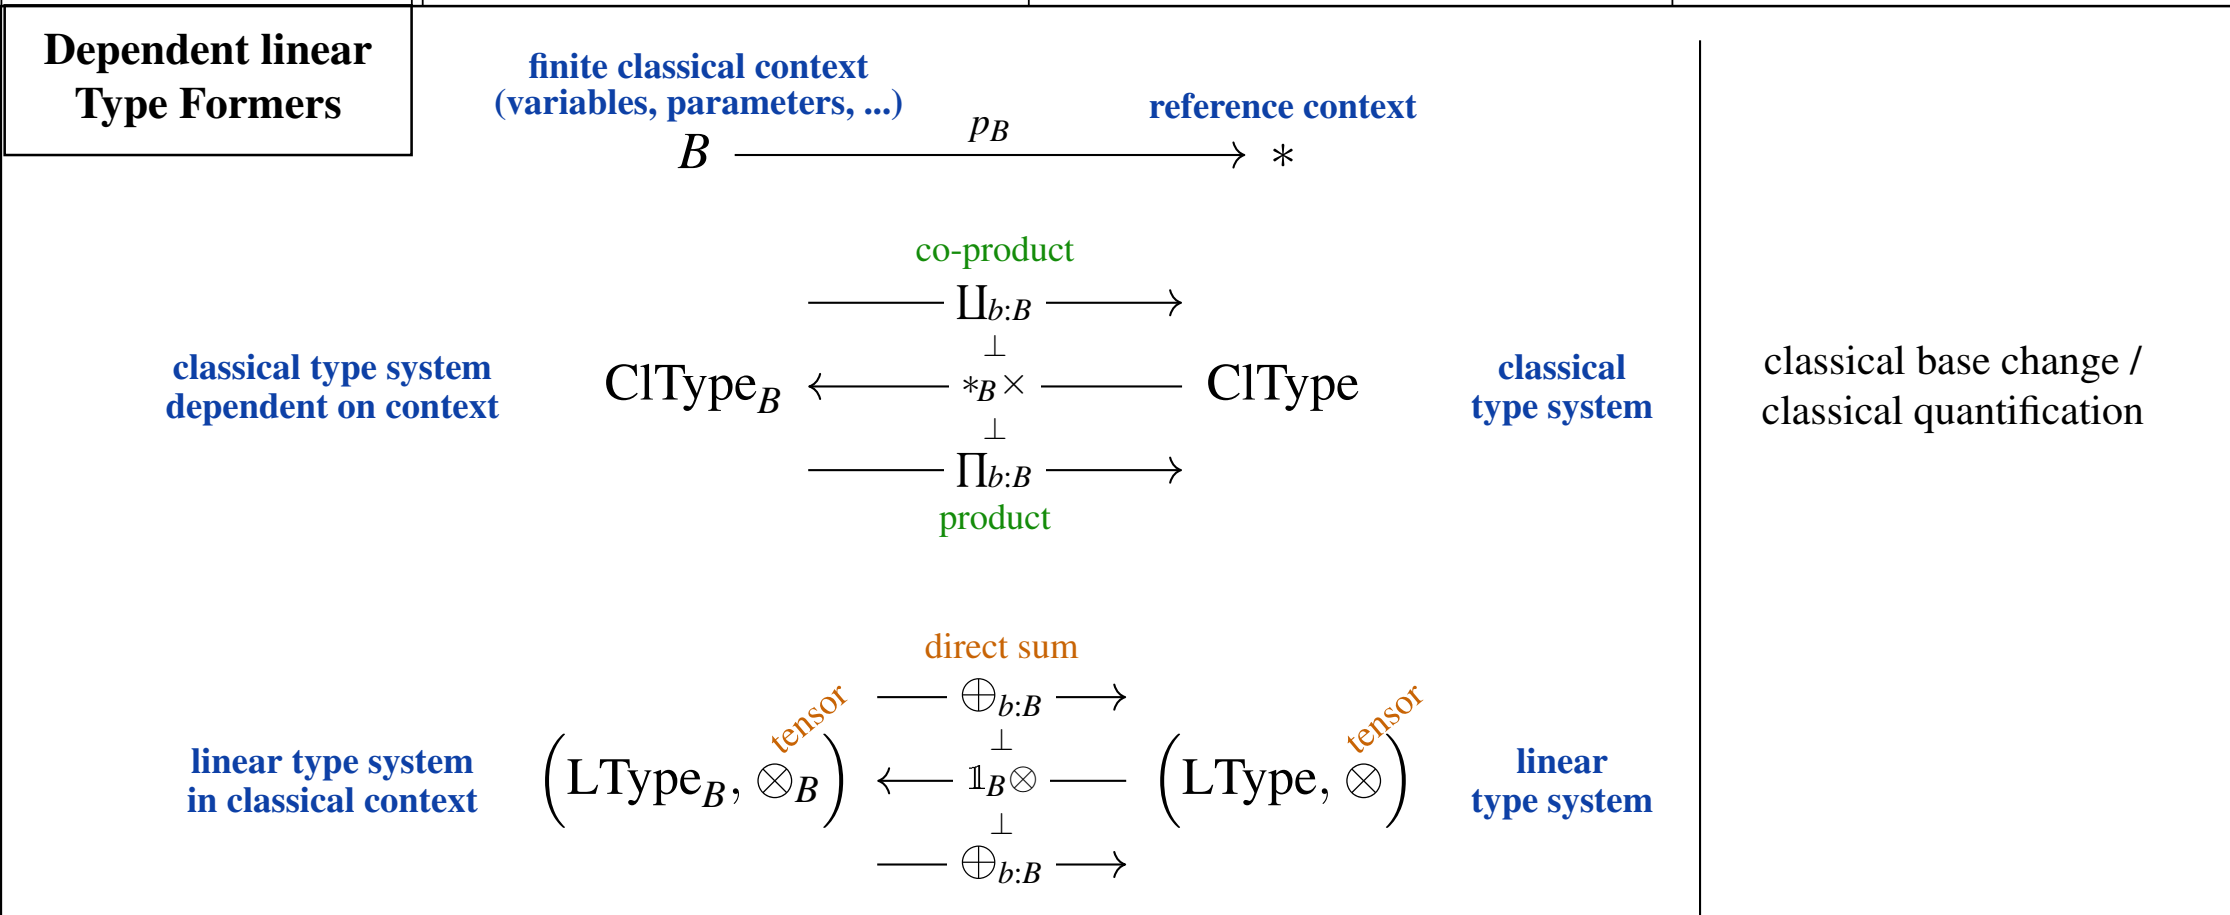 Dependent linear
Type Formers
finite classical context
(variables, parameters, ...)
reference context
p_B
B ⟶ *
co-product
∐_{b:B}
⊥
classical type system
dependent on context
ClType_B ← *_B× — ClType
classical
type system
classical base change /
classical quantification
⊥
∏_{b:B}
product
direct sum
⊕_{b:B}
⊥
tensor
tensor
linear type system
in classical context
(LType_B, ⊗_B) ← 𝟙_B⊗ — (LType, ⊗)
linear
type system
⊥
⊕_{b:B}